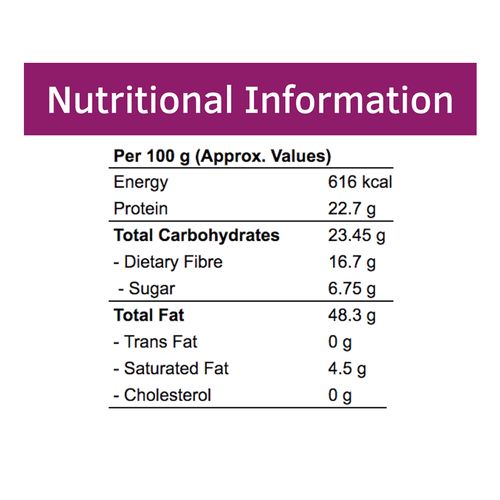 Nutritional Information
Per 100 g (Approx. Values)
Energy 616 kcal
Protein 22.7 g
Total Carbohydrates 23.45 g
- Dietary Fibre 16.7 g
- Sugar 6.75 g
Total Fat 48.3 g
- Trans Fat 0 g
- Saturated Fat 4.5 g
- Cholesterol 0 g